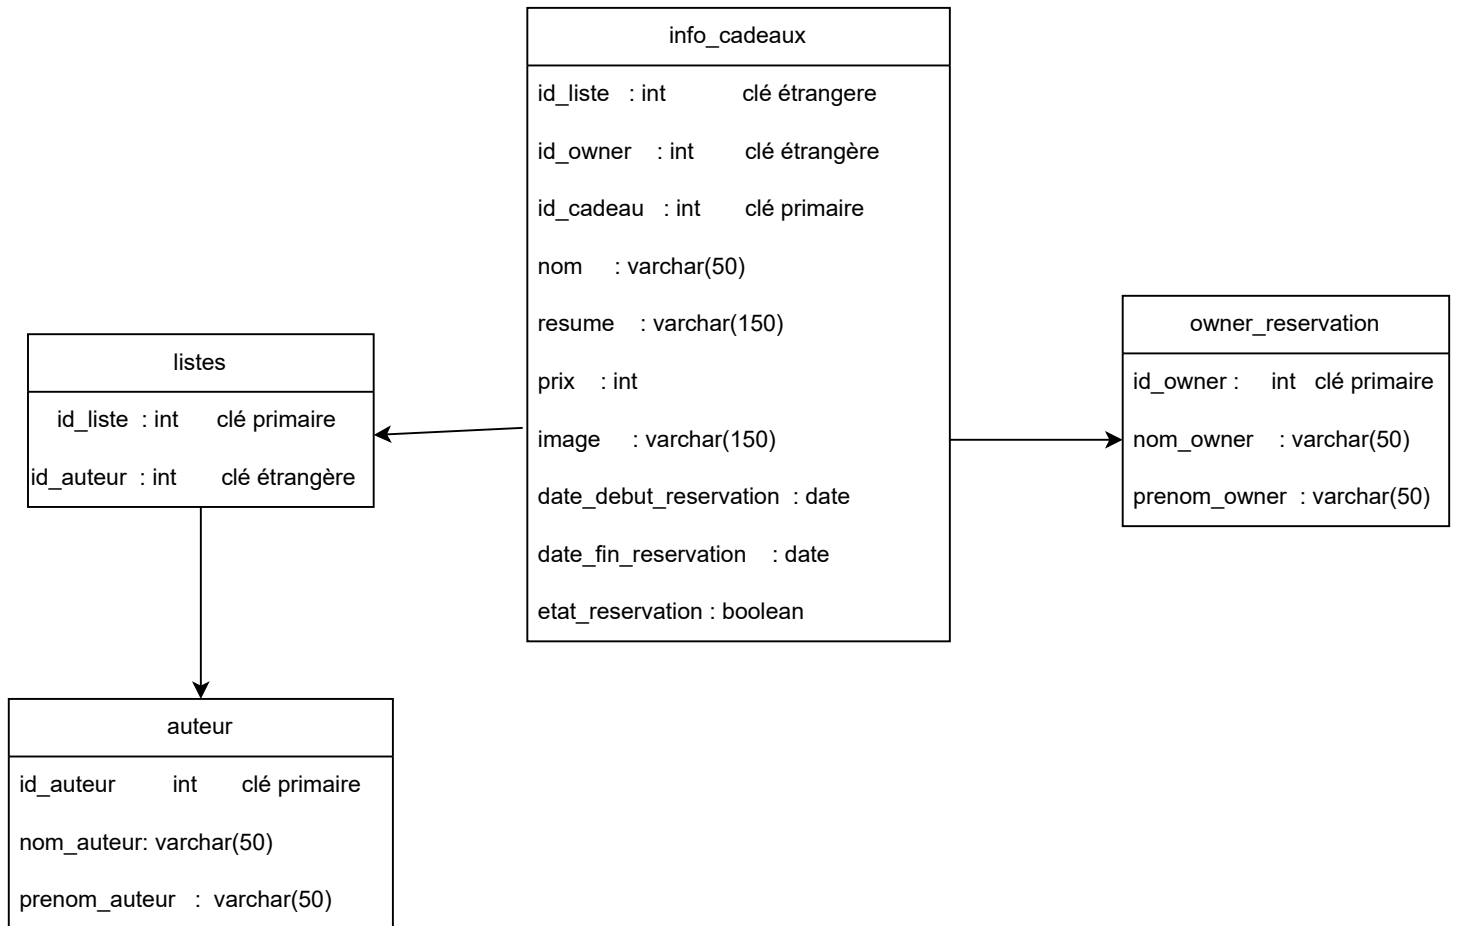 info_cadeaux
id_liste : int clé étrangere
id_owner : int clé étrangère
id_cadeau : int clé primaire
nom : varchar(50)
resume : varchar(150)
prix : int
image : varchar(150)
date_debut_reservation : date
date_fin_reservation : date
etat_reservation : boolean
listes
id_liste : int clé primaire
id_auteur : int clé étrangère
owner_reservation
id_owner : int clé primaire
nom_owner : varchar(50)
prenom_owner : varchar(50)
auteur
id_auteur int clé primaire
nom_auteur: varchar(50)
prenom_auteur : varchar(50)